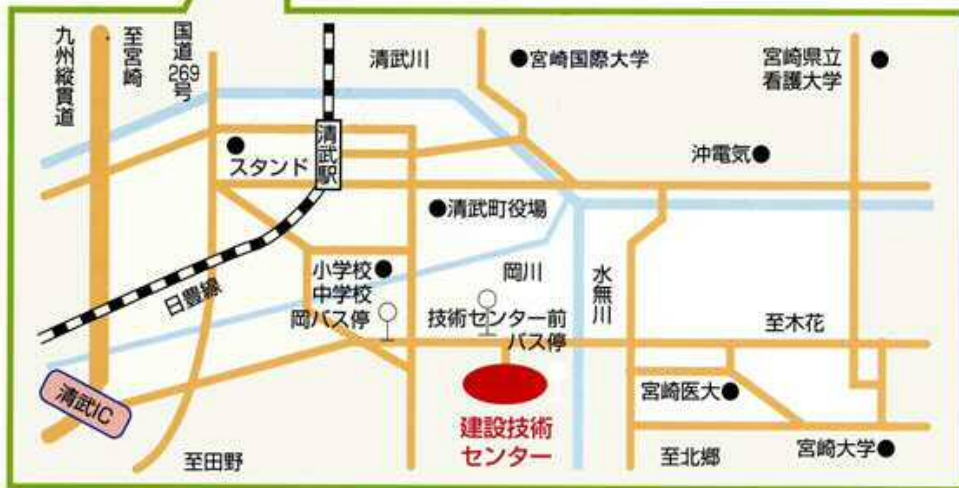 九州縦貫道
至宮崎
国道269号
清武川
宮崎国際大学
宮崎県立
看護大学
スタンド
清武駅
沖電気
清武町役場
小学校
中学校
岡バス停
日豊線
岡川
水無川
技術センター前
バス停
至木花
清武IC
建設技術
センター
宮崎医大
至田野
至北郷
宮崎大学